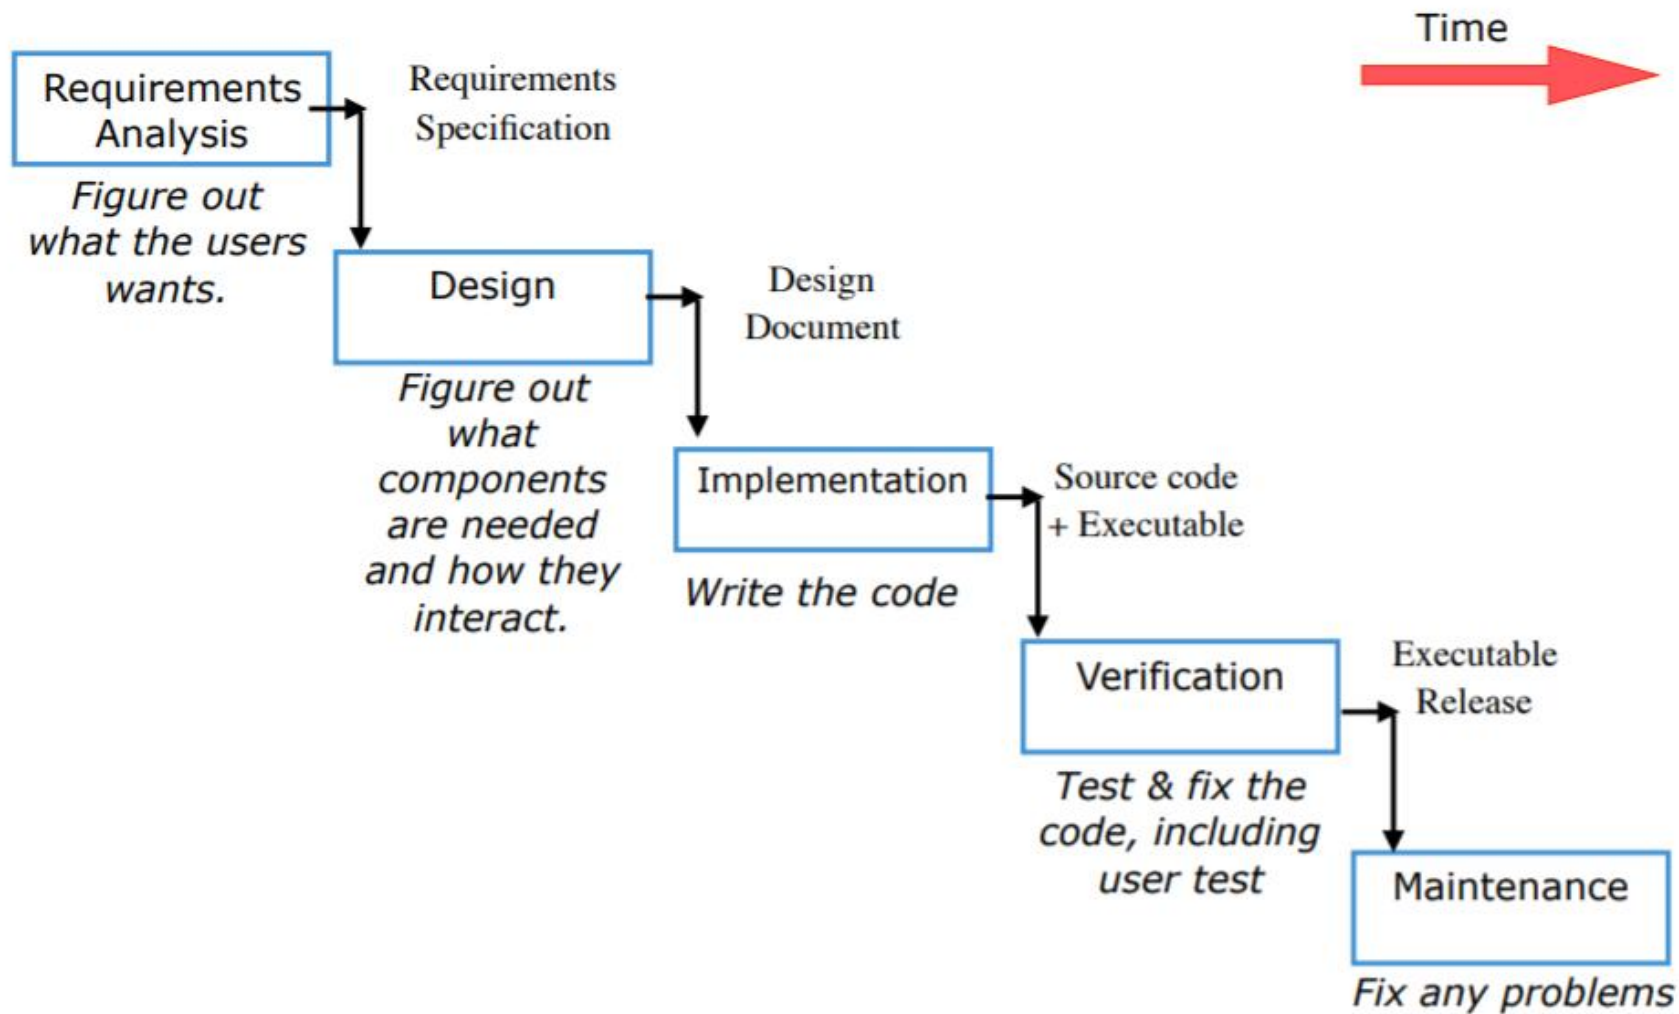 Time
Requirements
Analysis
Requirements
Specification
Figure out
what the users
wants.
Design
Design
Document
Figure out
what
components
are needed
and how they
interact.
Implementation
Source code
+ Executable
Write the code
Verification
Executable
Release
Test & fix the
code, including
user test
Maintenance
Fix any problems